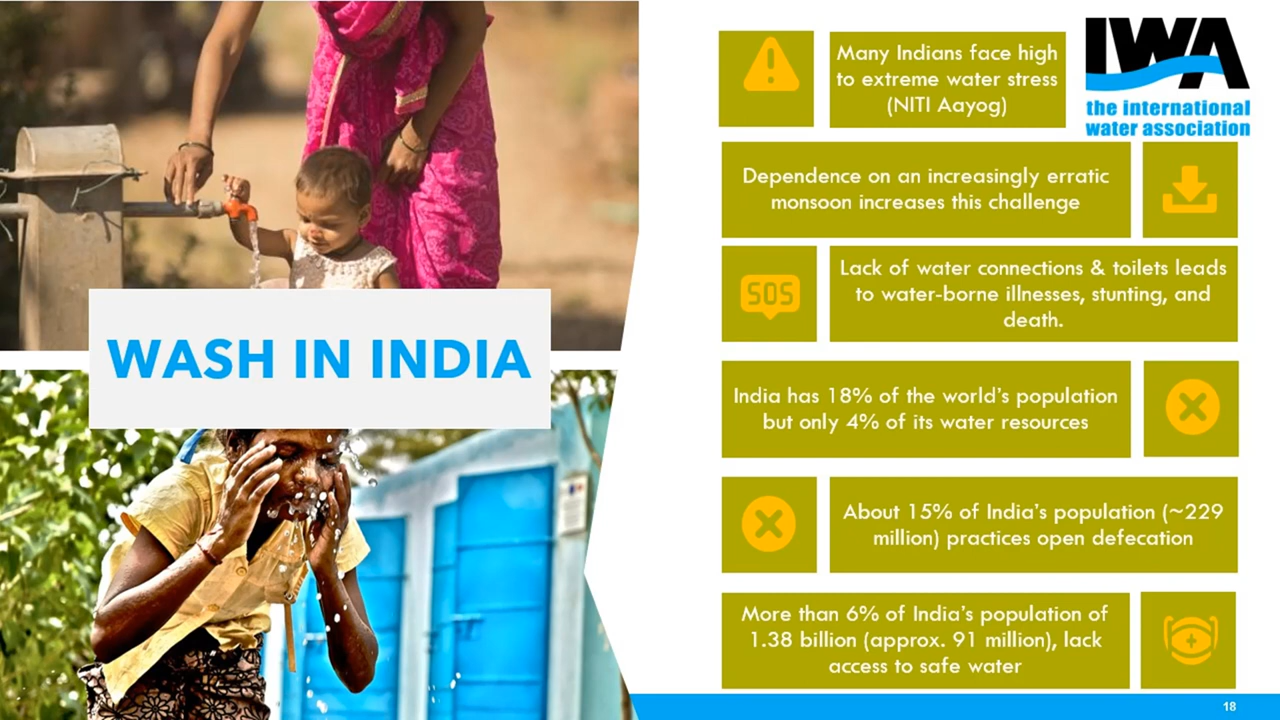 WASH IN INDIA
Many Indians face high
to extreme water stress
(NITI Aayog)
IWA
the international
water association
Dependence on an increasingly erratic
monsoon increases this challenge
SOS
Lack of water connections & toilets leads
to water-borne illnesses, stunting, and
death.
India has 18% of the world's population
but only 4% of its water resources
About 15% of India's population (~229
million) practices open defecation
More than 6% of India's population of
1.38 billion (approx. 91 million), lack
access to safe water
18